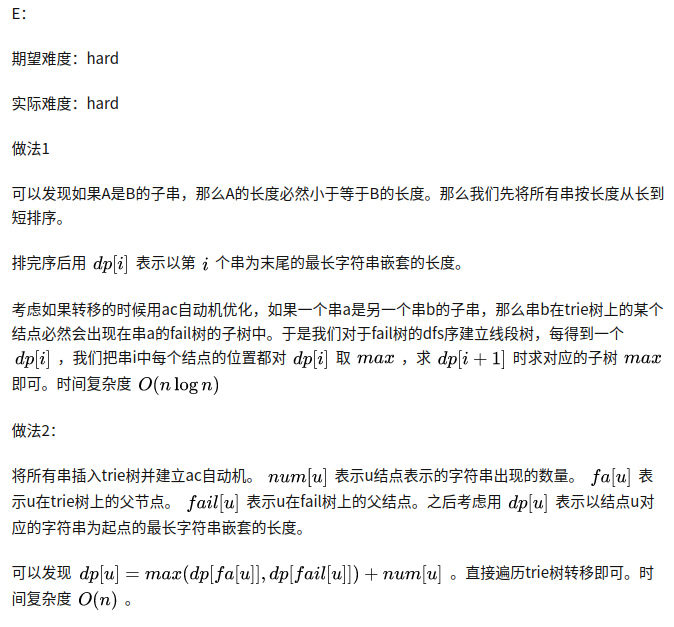 E：
期望难度：hard
实际难度：hard
做法1
可以发现如果A是B的子串，那么A的长度必然小于等于B的长度。那么我们先将所有串按长度从长到
短排序。
排完序后用 dp[i] 表示以第 i 个串为末尾的最长字符串嵌套的长度。
考虑如果转移的时候用ac自动机优化，如果一个串a是另一个串b的子串，那么串b在trie树上的某个
结点必然会出现在串a的fail树的子树中。于是我们对于fail树的dfs序建立线段树，每得到一个
dp[i] ，我们把串i中每个结点的位置都对 dp[i] 取 max ，求 dp[i + 1] 时求对应的子树 max
即可。时间复杂度 O(n log n)
做法2：
将所有串插入trie树并建立ac自动机。 num[u] 表示u结点表示的字符串出现的数量。 fa[u] 表
示u在trie树上的父节点。 fail[u] 表示u在fail树上的父结点。之后考虑用 dp[u] 表示以结点u对
应的字符串为起点的最长字符串嵌套的长度。
可以发现 dp[u] = max(dp[fa[u]], dp[fail[u]]) + num[u] 。直接遍历trie树转移即可。时
间复杂度 O(n) 。